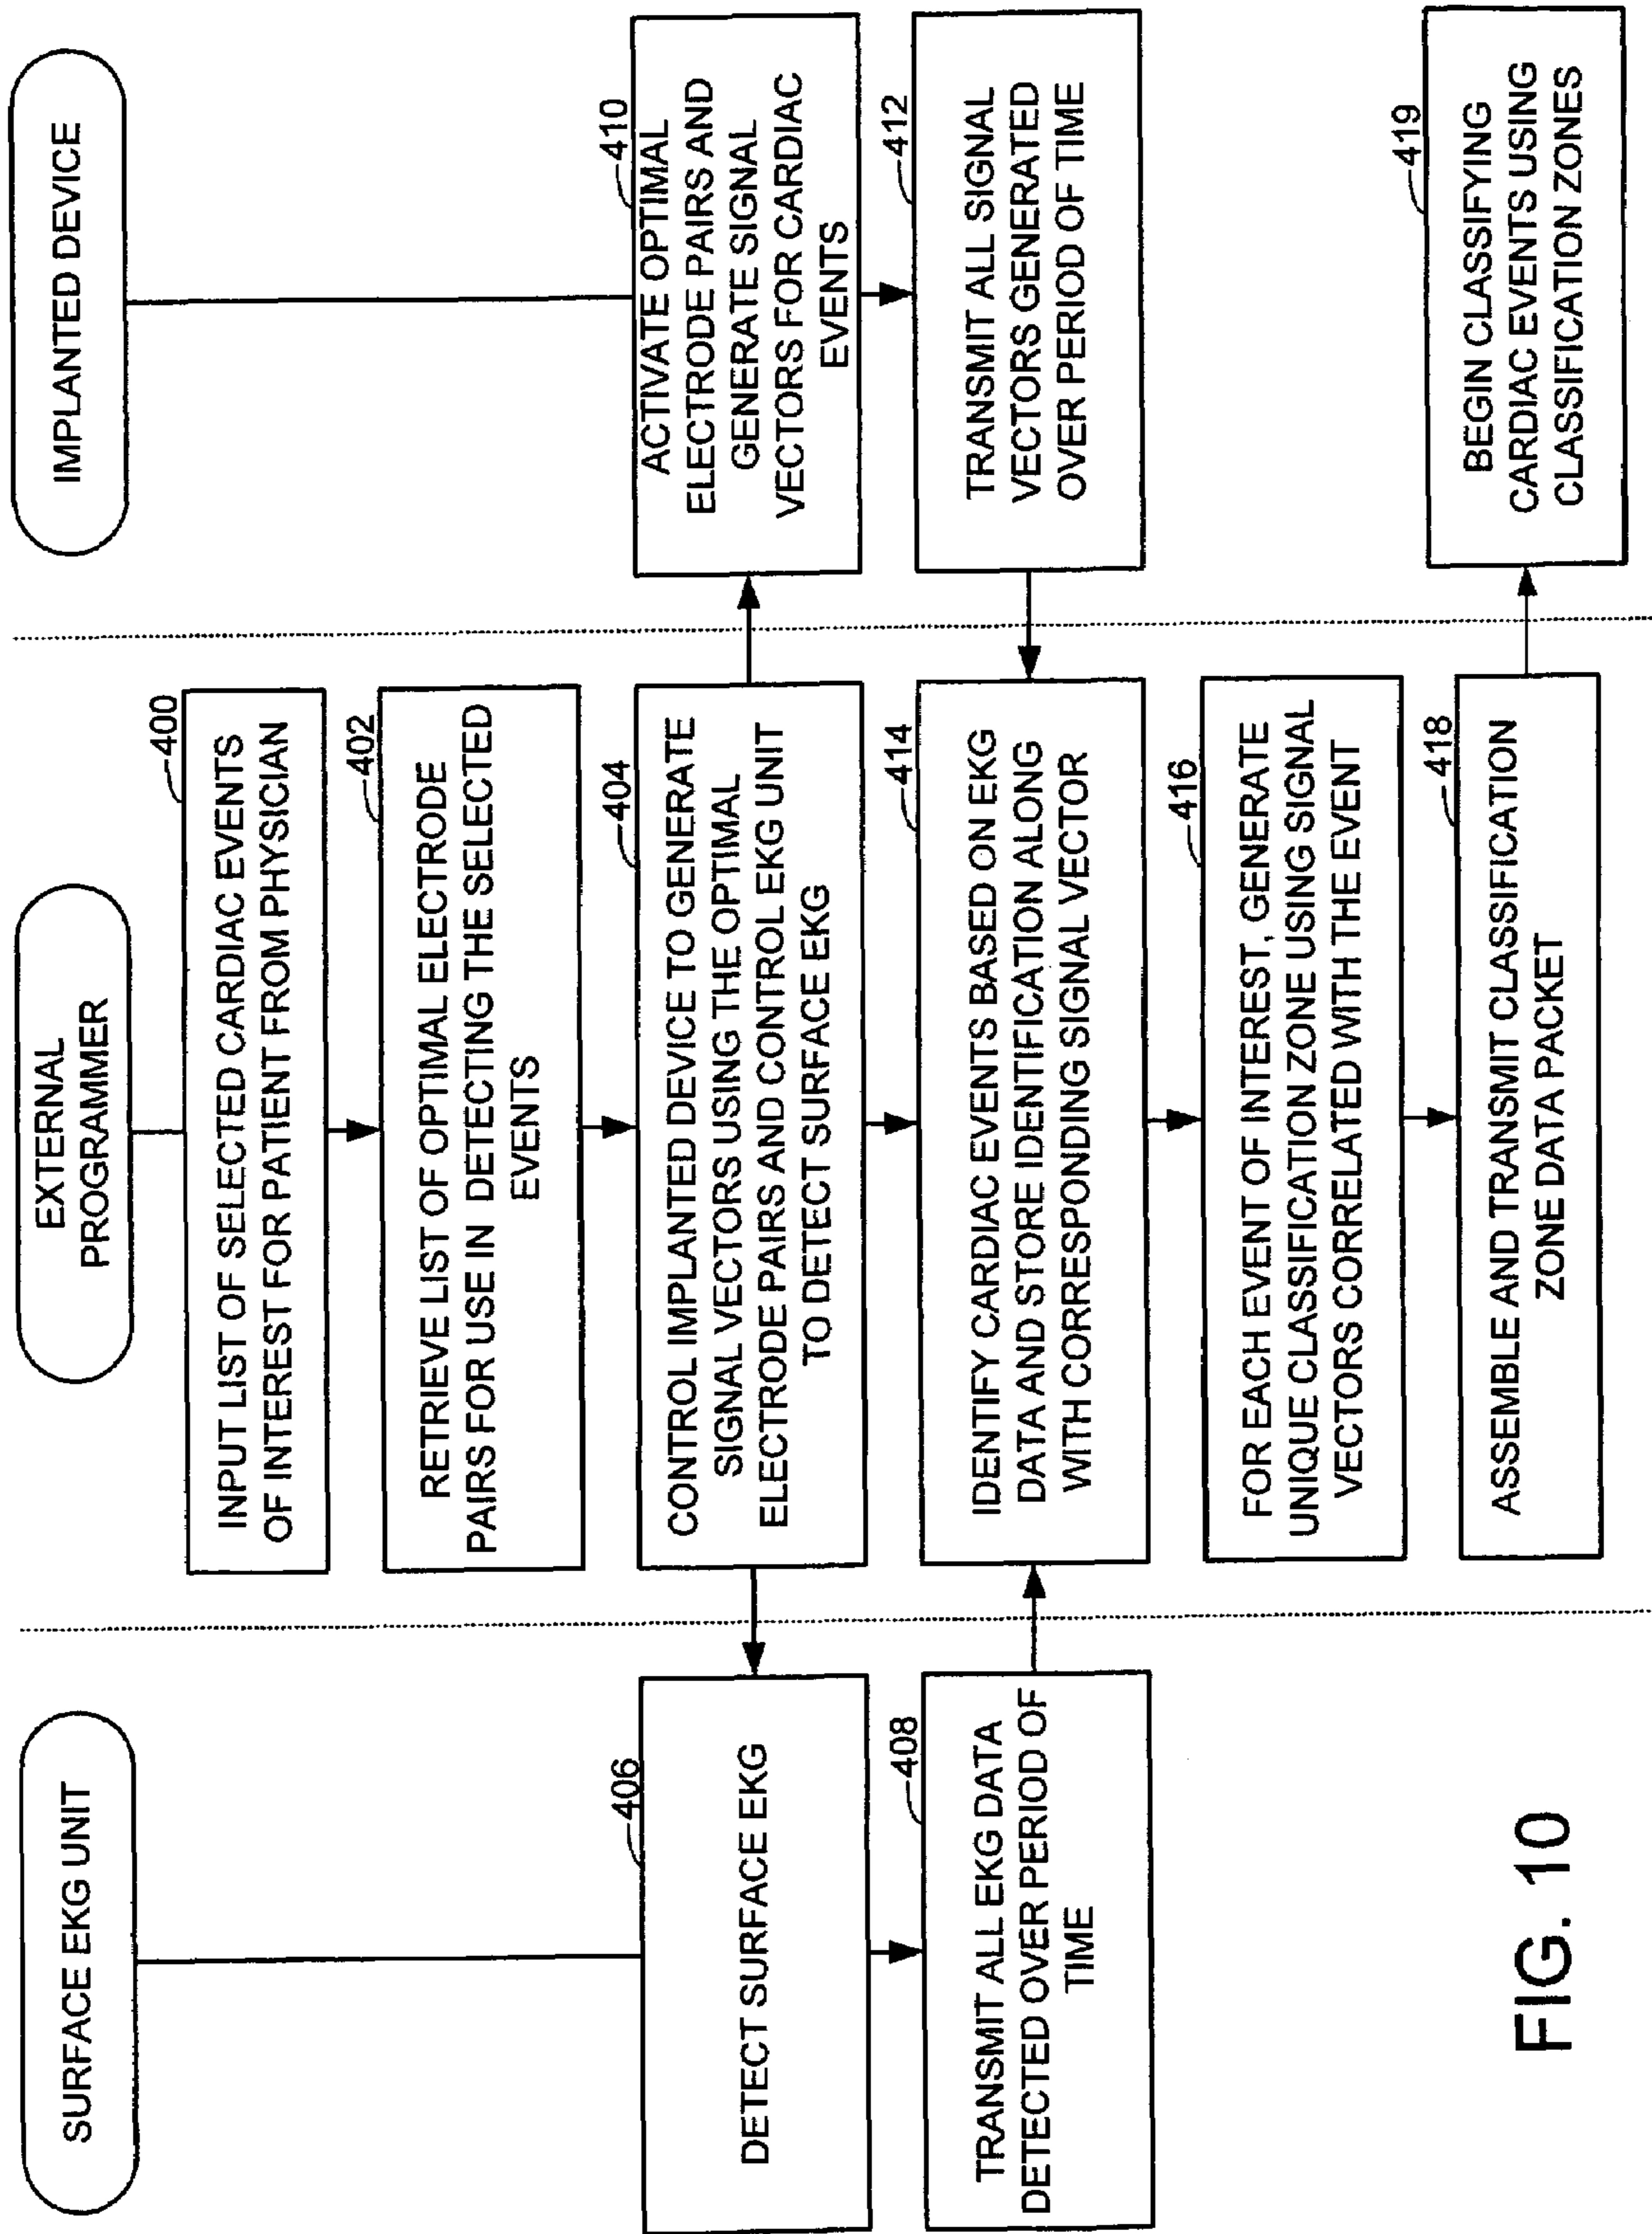 SURFACE EKG UNIT
406
DETECT SURFACE EKG
408
TRANSMIT ALL EKG DATA
DETECTED OVER PERIOD OF
TIME
EXTERNAL
PROGRAMMER
400
INPUT LIST OF SELECTED CARDIAC EVENTS
OF INTEREST FOR PATIENT FROM PHYSICIAN
402
RETRIEVE LIST OF OPTIMAL ELECTRODE
PAIRS FOR USE IN DETECTING THE SELECTED
EVENTS
404
CONTROL IMPLANTED DEVICE TO GENERATE
SIGNAL VECTORS USING THE OPTIMAL
ELECTRODE PAIRS AND CONTROL EKG UNIT
TO DETECT SURFACE EKG
414
IDENTIFY CARDIAC EVENTS BASED ON EKG
DATA AND STORE IDENTIFICATION ALONG
WITH CORRESPONDING SIGNAL VECTOR
416
FOR EACH EVENT OF INTEREST, GENERATE
UNIQUE CLASSIFICATION ZONE USING SIGNAL
VECTORS CORRELATED WITH THE EVENT
418
ASSEMBLE AND TRANSMIT CLASSIFICATION
ZONE DATA PACKET
IMPLANTED DEVICE
410
ACTIVATE OPTIMAL
ELECTRODE PAIRS AND
GENERATE SIGNAL
VECTORS FOR CARDIAC
EVENTS
412
TRANSMIT ALL SIGNAL
VECTORS GENERATED
OVER PERIOD OF TIME
419
BEGIN CLASSIFYING
CARDIAC EVENTS USING
CLASSIFICATION ZONES
FIG. 10